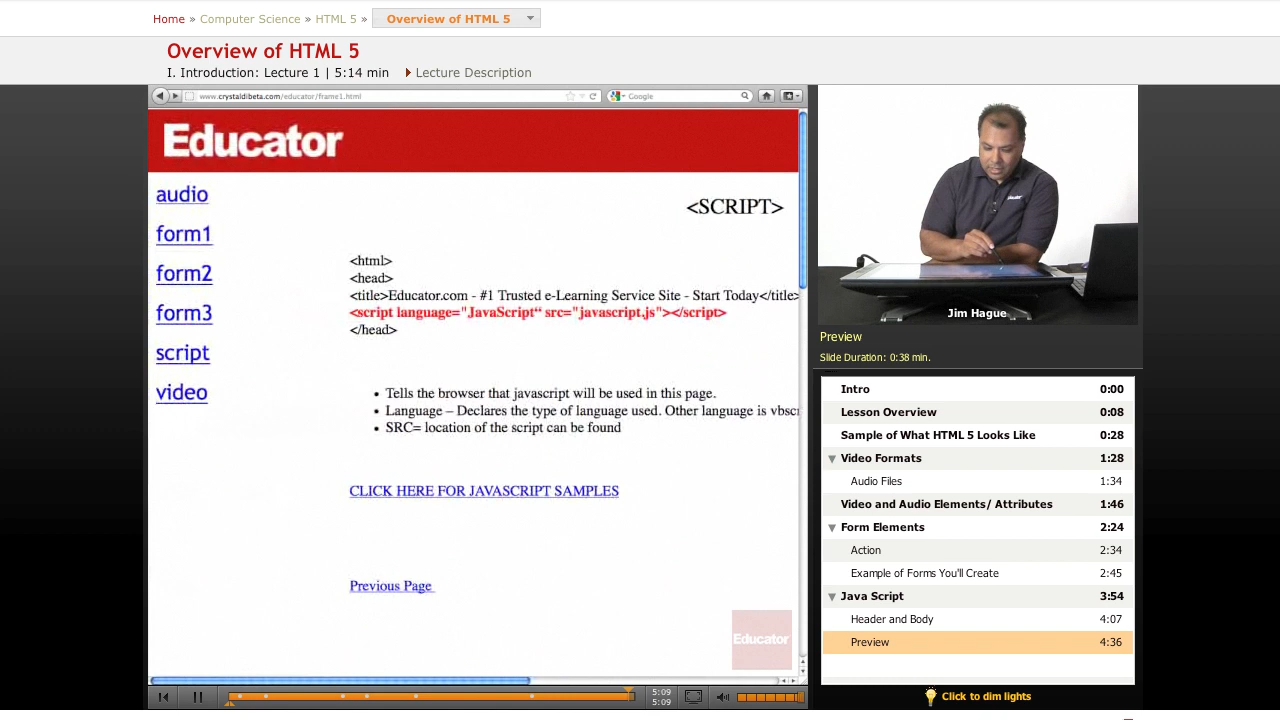 Home » Computer Science » HTML 5 » Overview of HTML 5
Overview of HTML 5
I. Introduction: Lecture 1 | 5:14 min Lecture Description
www.crystaldibeta.com/educator/frame1.html
Google
Educator
audio
form1
form2
form3
script
video
<SCRIPT>
<html>
<head>
<title>Educator.com - #1 Trusted e-Learning Service Site - Start Today</title>
<script language="JavaScript“ src="javascript.js"></script>
</head>
• Tells the browser that javascript will be used in this page.
• Language – Declares the type of language used. Other language is vbscr
• SRC= location of the script can be found
CLICK HERE FOR JAVASCRIPT SAMPLES
Previous Page
Educator
5:09
5:09
Educator
Jim Hague
Preview
Slide Duration: 0:38 min.
Intro 0:00
Lesson Overview 0:08
Sample of What HTML 5 Looks Like 0:28
Video Formats 1:28
Audio Files 1:34
Video and Audio Elements/ Attributes 1:46
Form Elements 2:24
Action 2:34
Example of Forms You'll Create 2:45
Java Script 3:54
Header and Body 4:07
Preview 4:36
Click to dim lights